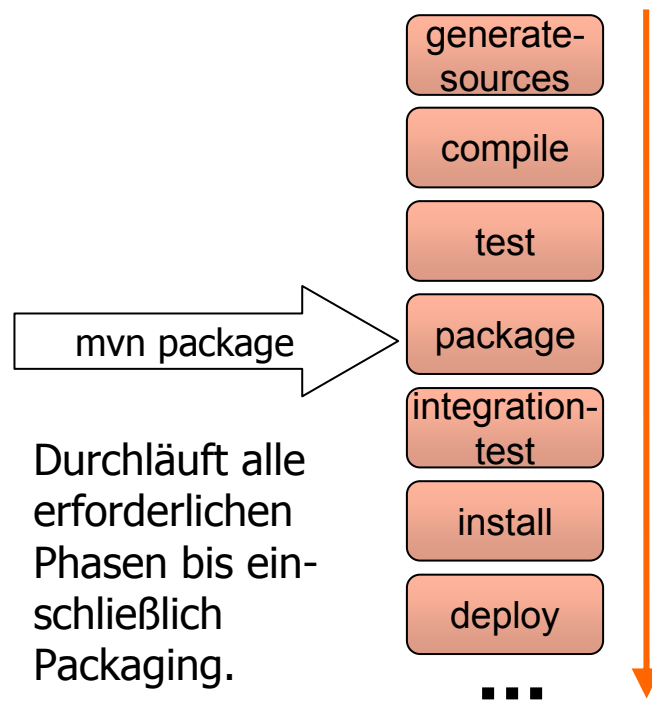 generate-
sources
compile
test
mvn package
package
integration-
test
Durchläuft alle
erforderlichen
Phasen bis ein-
schließlich
Packaging.
install
deploy
...